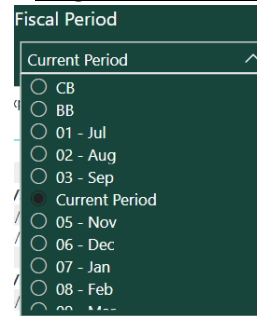 Fiscal Period
Current Period
CB
BB
01 - Jul
02 - Aug
03 - Sep
Current Period
05 - Nov
06 - Dec
07 - Jan
08 - Feb